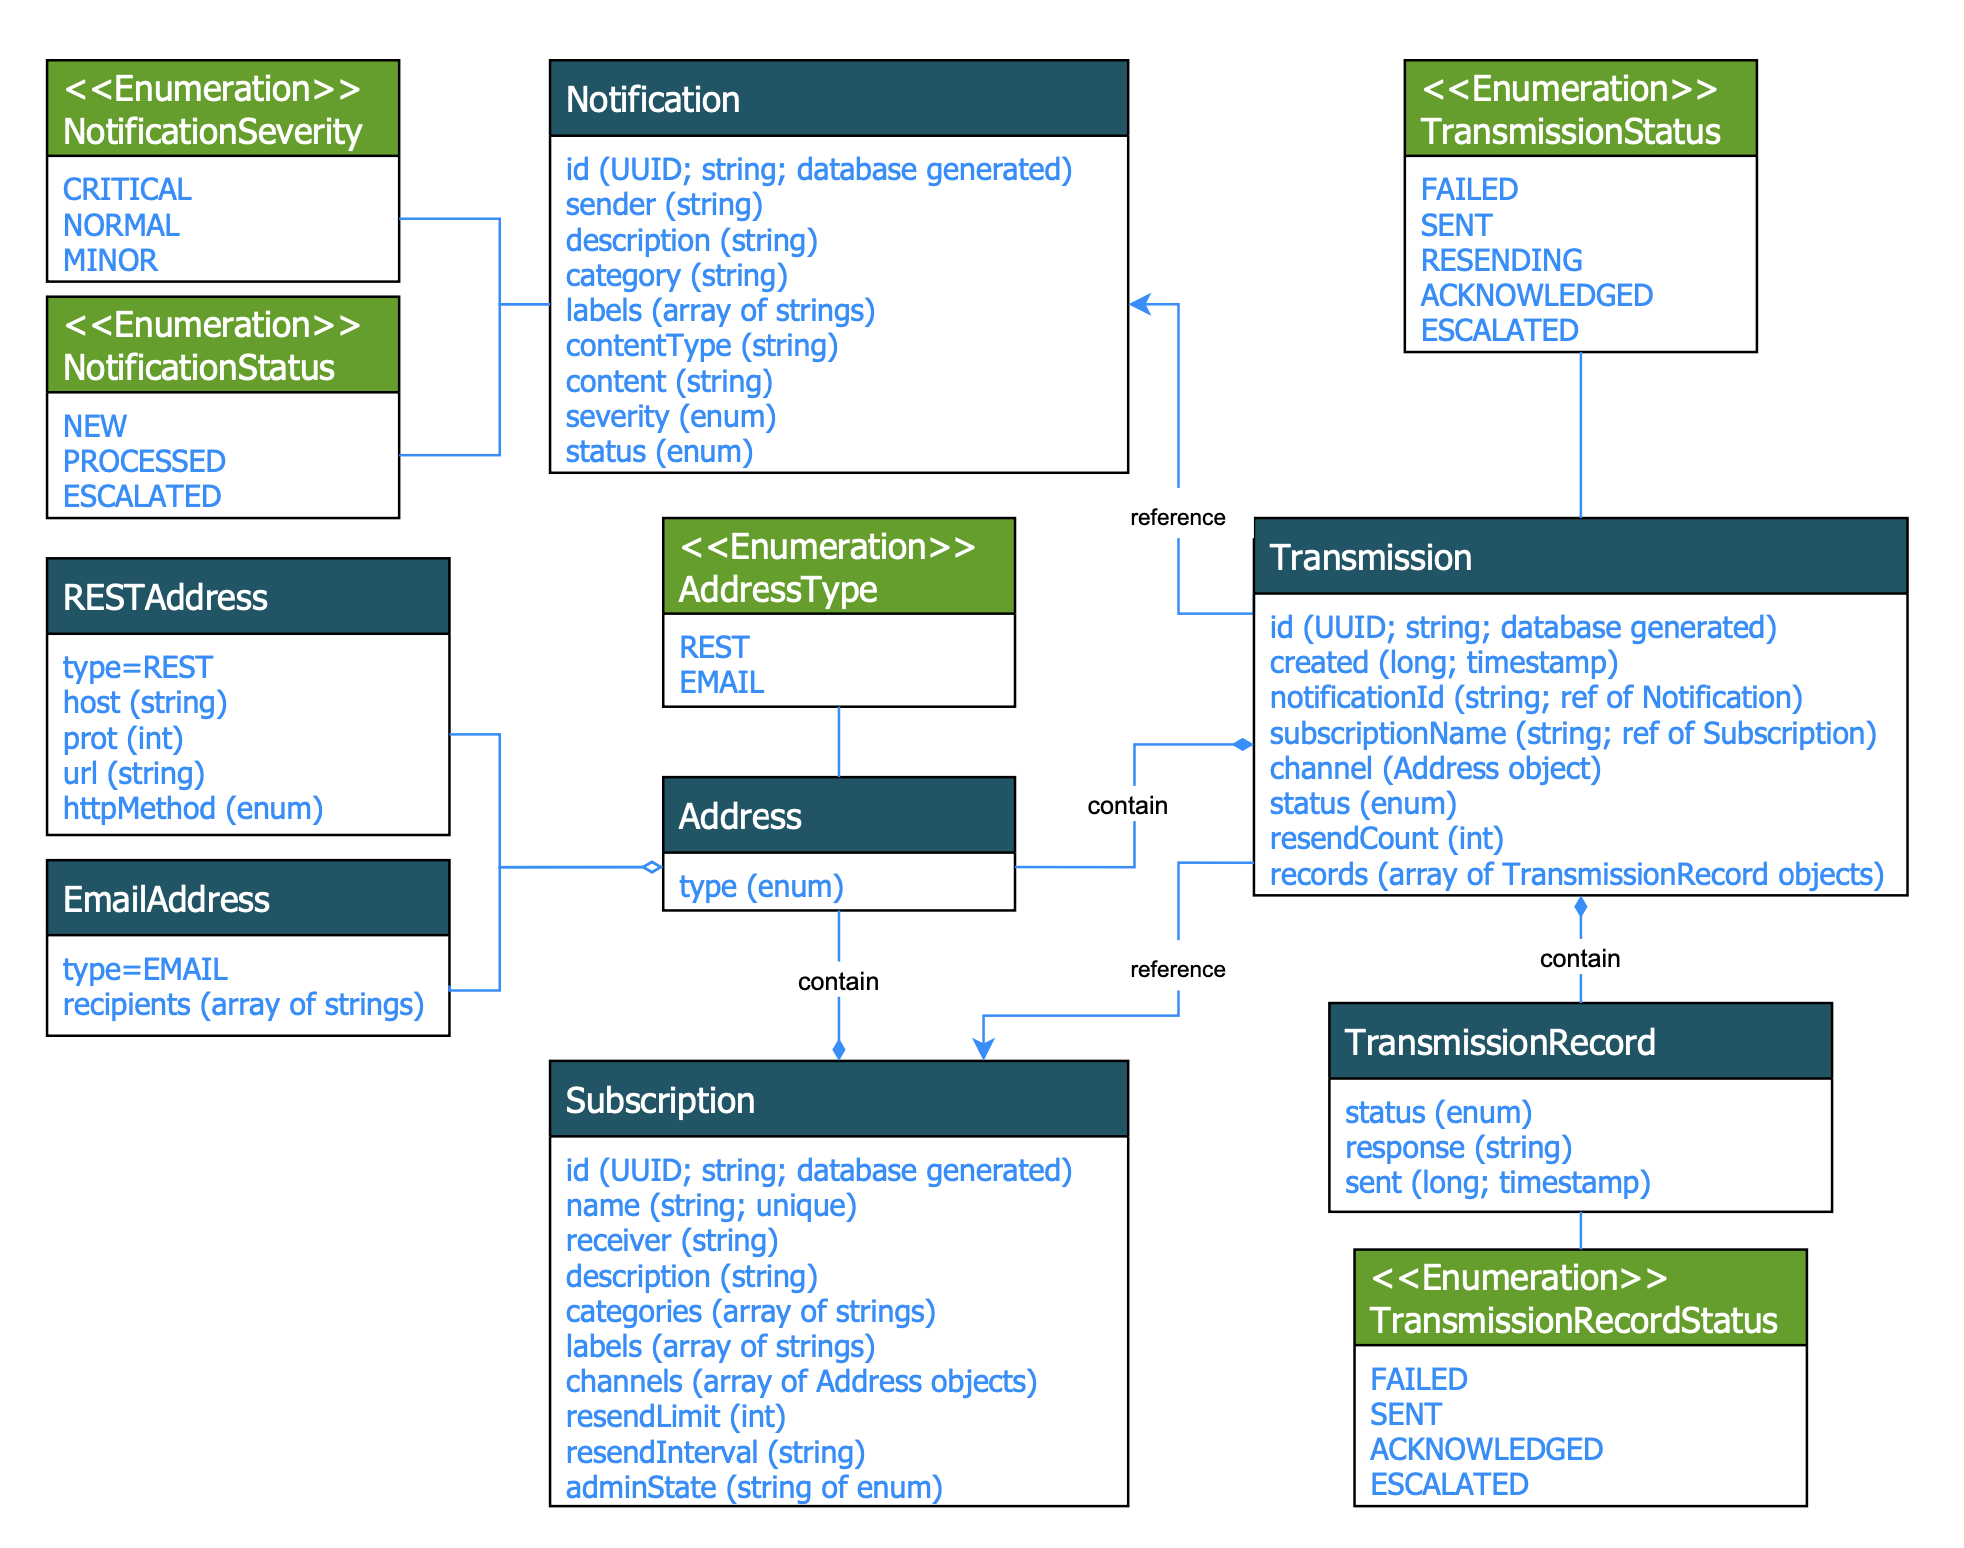 <<Enumeration>>
NotificationSeverity
CRITICAL
NORMAL
MINOR
<<Enumeration>>
NotificationStatus
NEW
PROCESSED
ESCALATED
Notification
id (UUID; string; database generated)
sender (string)
description (string)
category (string)
labels (array of strings)
contentType (string)
content (string)
severity (enum)
status (enum)
<<Enumeration>>
TransmissionStatus
FAILED
SENT
RESENDING
ACKNOWLEDGED
ESCALATED
reference
RESTAddress
type=REST
host (string)
prot (int)
url (string)
httpMethod (enum)
EmailAddress
type=EMAIL
recipients (array of strings)
<<Enumeration>>
AddressType
REST
EMAIL
Address
type (enum)
contain
contain
reference
Transmission
id (UUID; string; database generated)
created (long; timestamp)
notificationId (string; ref of Notification)
subscriptionName (string; ref of Subscription)
channel (Address object)
status (enum)
resendCount (int)
records (array of TransmissionRecord objects)
contain
Subscription
id (UUID; string; database generated)
name (string; unique)
receiver (string)
description (string)
categories (array of strings)
labels (array of strings)
channels (array of Address objects)
resendLimit (int)
resendInterval (string)
adminState (string of enum)
TransmissionRecord
status (enum)
response (string)
sent (long; timestamp)
<<Enumeration>>
TransmissionRecordStatus
FAILED
SENT
ACKNOWLEDGED
ESCALATED